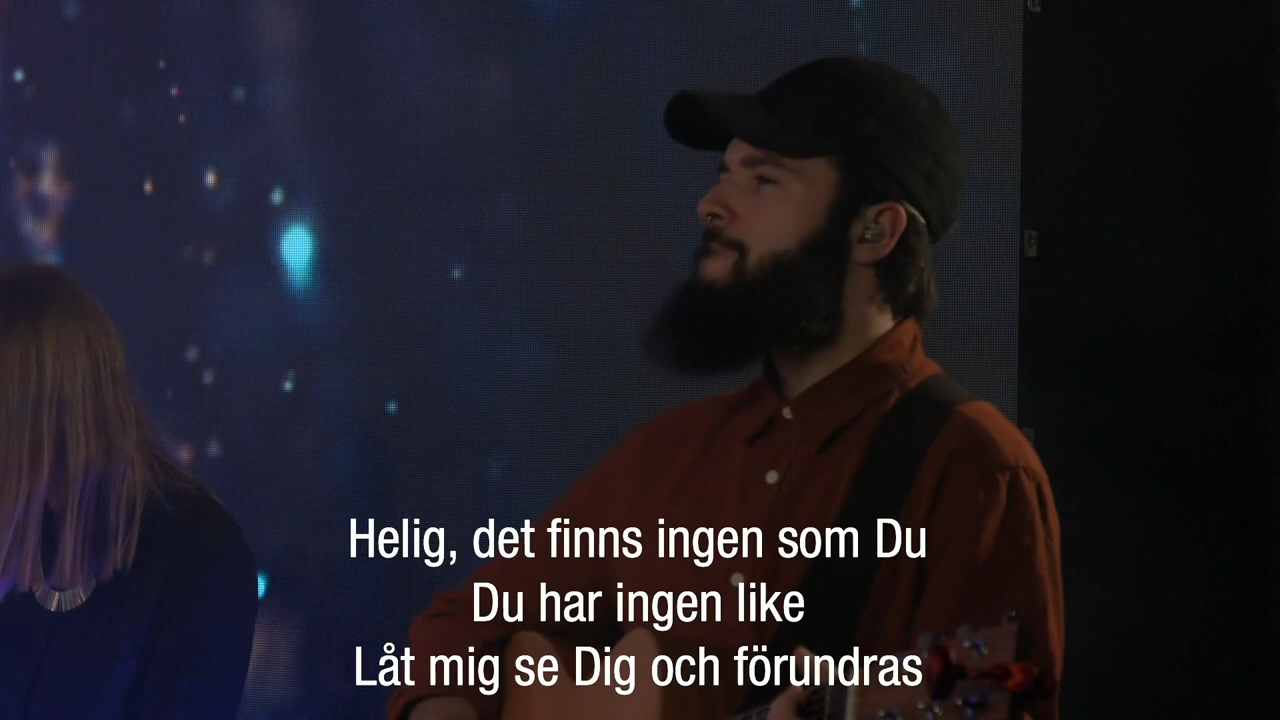 Helig, det finns ingen som Du
Du har ingen like
Låt mig se Dig och förundras